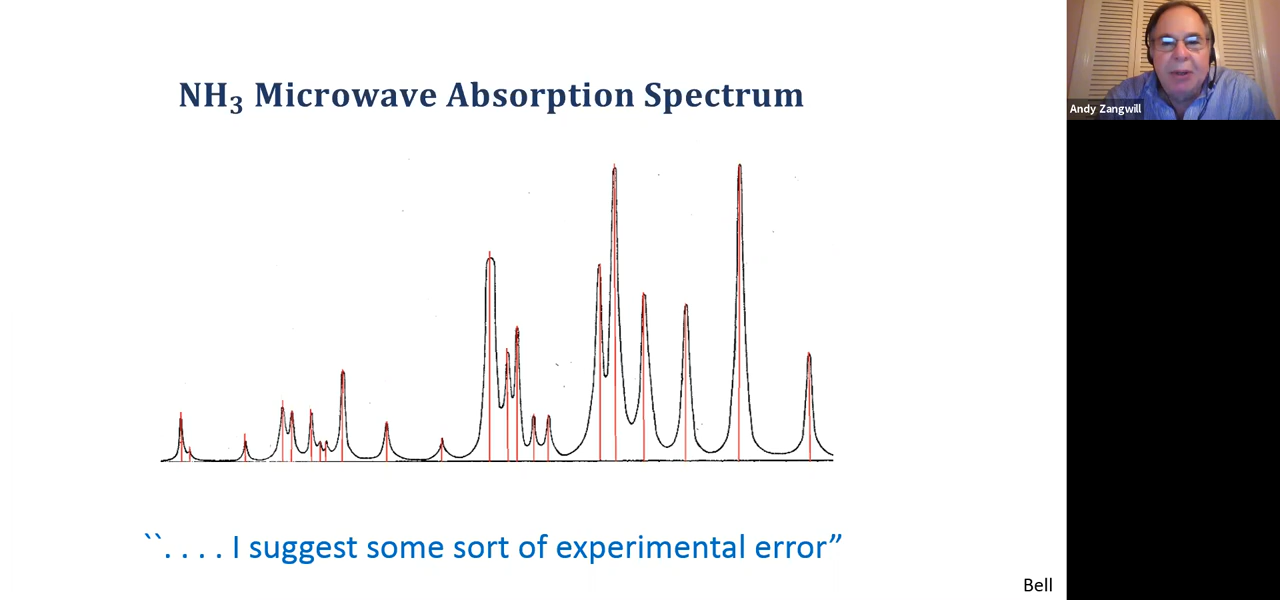 NH₃ Microwave Absorption Spectrum
Andy Zangwill
``. . . . I suggest some sort of experimental error”
Bell